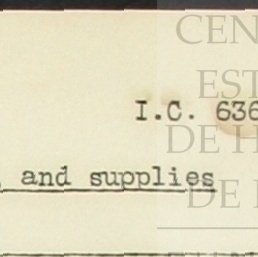 CEN
EST
I.C. 636
DE H
and supplies
DE